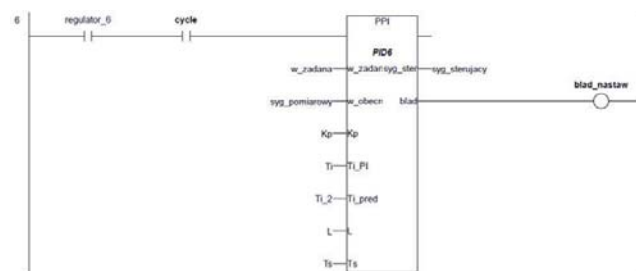 6 regulator_6 cycle PPI
PID6
w_zadana w_zadan syg_ster syg_sterujacy
blad_nastaw
syg_pomiarowy w_obecn blad
Kp Kp
Ti Ti_PI
Ti_2 Ti_pred
L L
Ts Ts